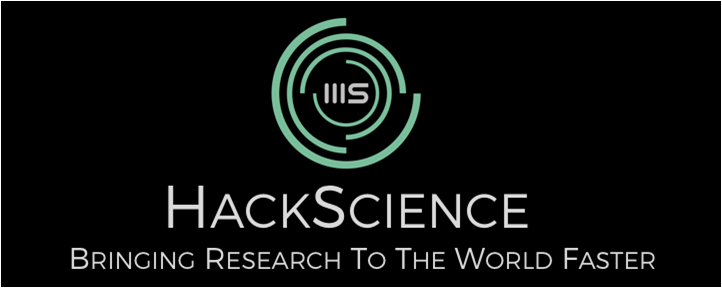 IIIS
HACKSCIENCE
BRINGING RESEARCH TO THE WORLD FASTER